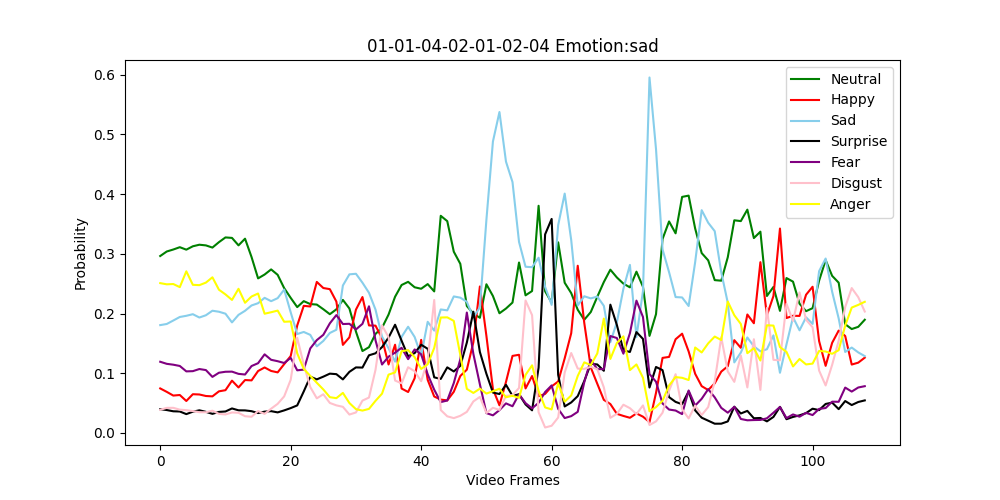 01-01-04-02-01-02-04 Emotion:sad
Neutral
Happy
Sad
Surprise
Fear
Disgust
Anger
Probability
0.6
0.5
0.4
0.3
0.2
0.1
0.0
0 20 40 60 80 100
Video Frames